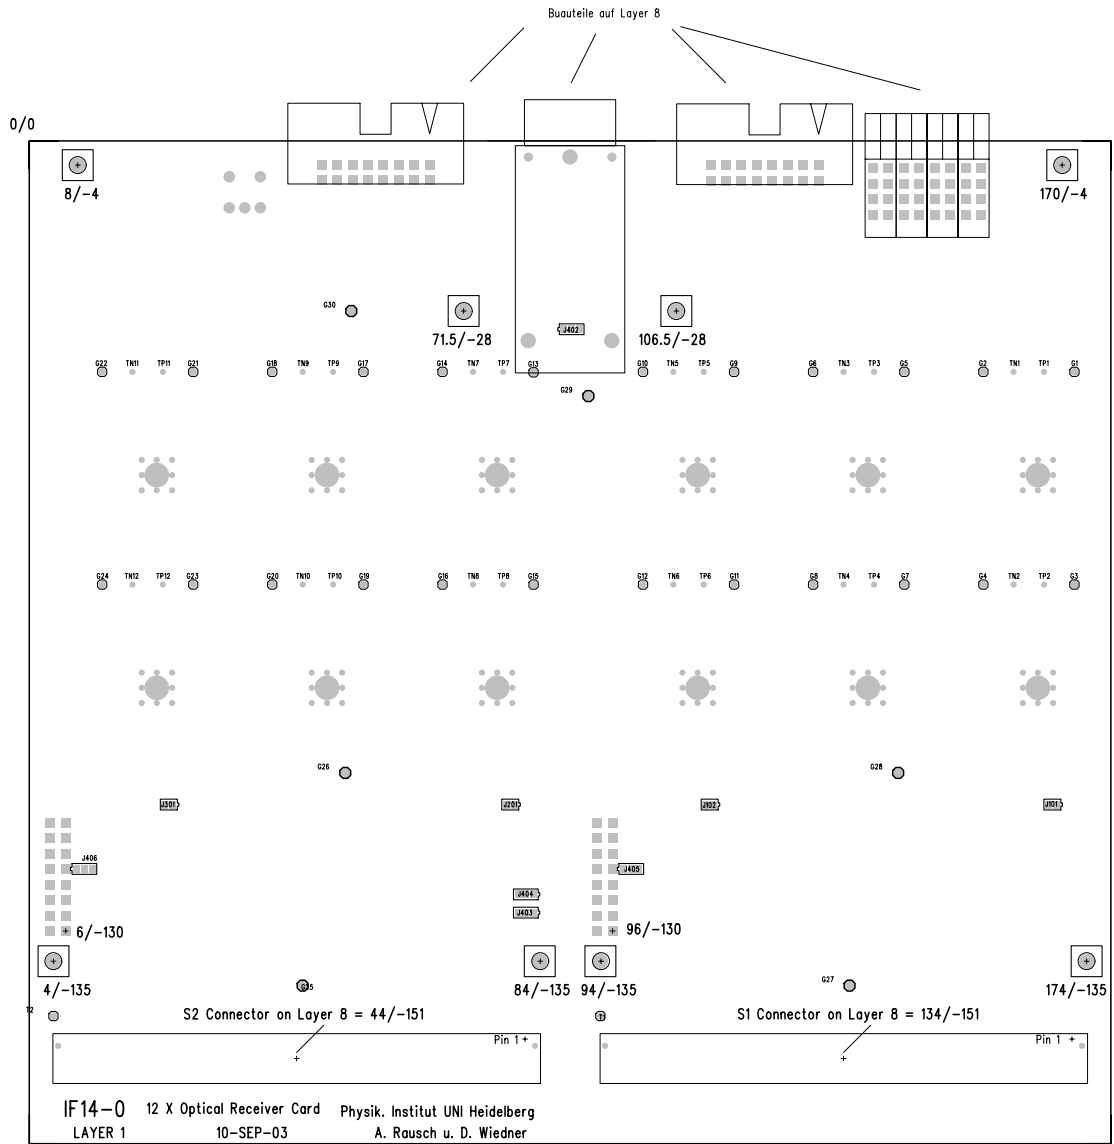 Buauteile auf Layer 8
0/0
8/-4
170/-4
G30
71.5/-28
J402
106.5/-28
G22 TN11 TP11 G21 G18 TN9 TP9 G17 G14 TN7 TP7 G13 G10 TN5 TP5 G9 G6 TN3 TP3 G5 G2 TN1 TP1 G1
G29
G24 TN12 TP12 G23 G20 TN10 TP10 G19 G16 TN8 TP8 G15 G12 TN6 TP6 G11 G8 TN4 TP4 G7 G4 TN2 TP2 G3
G26
G28
J301 J201 J102 J101
J406
J405
J404
J403
6/-130
96/-130
4/-135
G25
84/-135
94/-135
G27
174/-135
T2
S2 Connector on Layer 8 = 44/-151
S1 Connector on Layer 8 = 134/-151
Pin 1
Pin 1
IF14-0 12 X Optical Receiver Card Physik. Institut UNI Heidelberg
LAYER 1 10-SEP-03 A. Rausch u. D. Wiedner